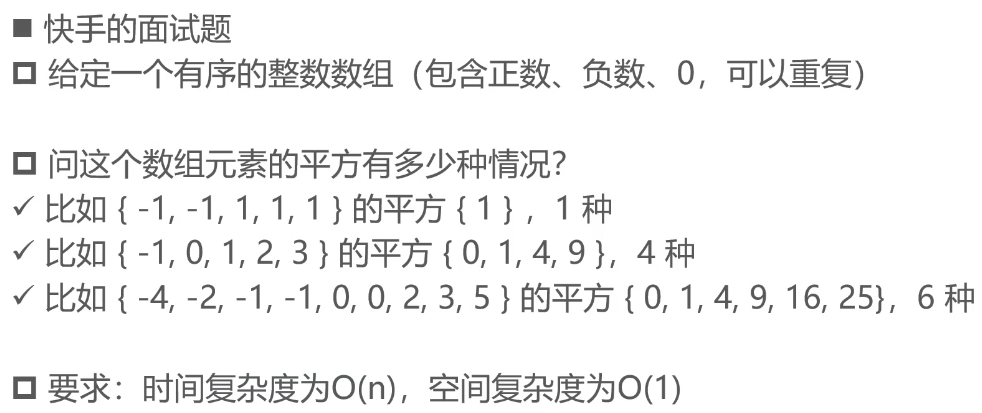 ■ 快手的面试题
□ 给定一个有序的整数数组（包含正数、负数、0，可以重复）
□ 问这个数组元素的平方有多少种情况？
✓ 比如 { -1, -1, 1, 1, 1 } 的平方 { 1 } ，1 种
✓ 比如 { -1, 0, 1, 2, 3 } 的平方 { 0, 1, 4, 9 }，4 种
✓ 比如 { -4, -2, -1, -1, 0, 0, 2, 3, 5 } 的平方 { 0, 1, 4, 9, 16, 25}，6 种
□ 要求：时间复杂度为O(n)，空间复杂度为O(1)